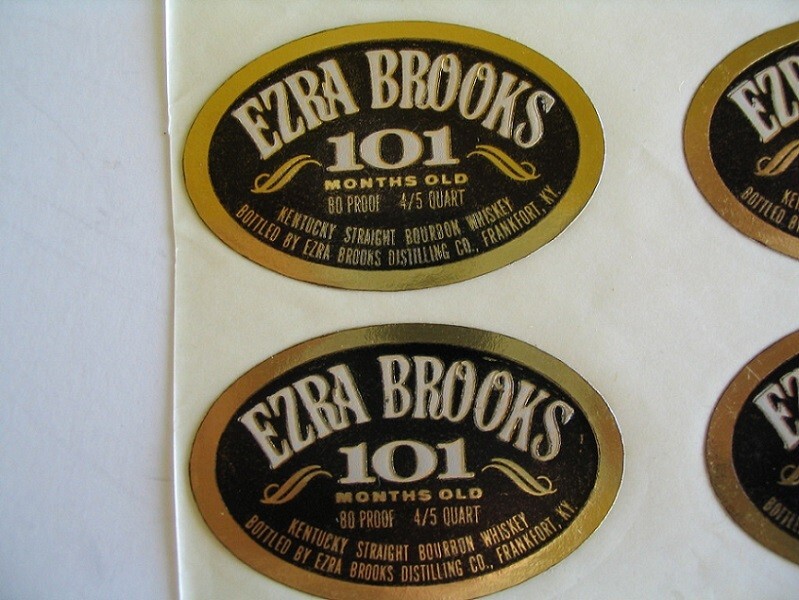 EZRA BROOKS
101
MONTHS OLD
80 PROOF 4/5 QUART
KENTUCKY STRAIGHT BOURBON WHISKEY
BOTTLED BY EZRA BROOKS DISTILLING CO., FRANKFORT, KY.
EZRA BROOKS
101
MONTHS OLD
80 PROOF 4/5 QUART
KENTUCKY STRAIGHT BOURBON WHISKEY
BOTTLED BY EZRA BROOKS DISTILLING CO., FRANKFORT, KY.